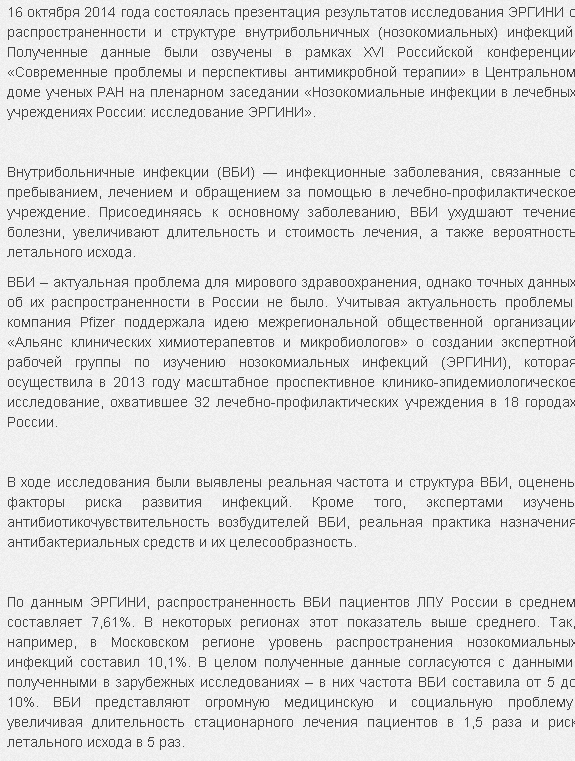 16 октября 2014 года состоялась презентация результатов исследования ЭРГИНИ о
распространенности и структуре внутрибольничных (нозокомиальных) инфекций.
Полученные данные были озвучены в рамках XVI Российской конференции
«Современные проблемы и перспективы антимикробной терапии» в Центральном
доме ученых РАН на пленарном заседании «Нозокомиальные инфекции в лечебных
учреждениях России: исследование ЭРГИНИ».
Внутрибольничные инфекции (ВБИ) — инфекционные заболевания, связанные с
пребыванием, лечением и обращением за помощью в лечебно-профилактическое
учреждение. Присоединяясь к основному заболеванию, ВБИ ухудшают течение
болезни, увеличивают длительность и стоимость лечения, а также вероятность
летального исхода.
ВБИ – актуальная проблема для мирового здравоохранения, однако точных данных
об их распространенности в России не было. Учитывая актуальность проблемы
компания Pfizer поддержала идею межрегиональной общественной организации
«Альянс клинических химиотерапевтов и микробиологов» о создании экспертной
рабочей группы по изучению нозокомиальных инфекций (ЭРГИНИ), которая
осуществила в 2013 году масштабное проспективное клинико-эпидемиологическое
исследование, охватившее 32 лечебно-профилактических учреждения в 18 городах
России.
В ходе исследования были выявлены реальная частота и структура ВБИ, оценены
факторы риска развития инфекций. Кроме того, экспертами изучены
антибиотикочувствительность возбудителей ВБИ, реальная практика назначения
антибактериальных средств и их целесообразность.
По данным ЭРГИНИ, распространенность ВБИ пациентов ЛПУ России в среднем
составляет 7,61%. В некоторых регионах этот показатель выше среднего. Так,
например, в Московском регионе уровень распространения нозокомиальных
инфекций составил 10,1%. В целом полученные данные согласуются с данными
полученными в зарубежных исследованиях – в них частота ВБИ составила от 5 до
10%. ВБИ представляют огромную медицинскую и социальную проблему
увеличивая длительность стационарного лечения пациентов в 1,5 раза и риск
летального исхода в 5 раз.